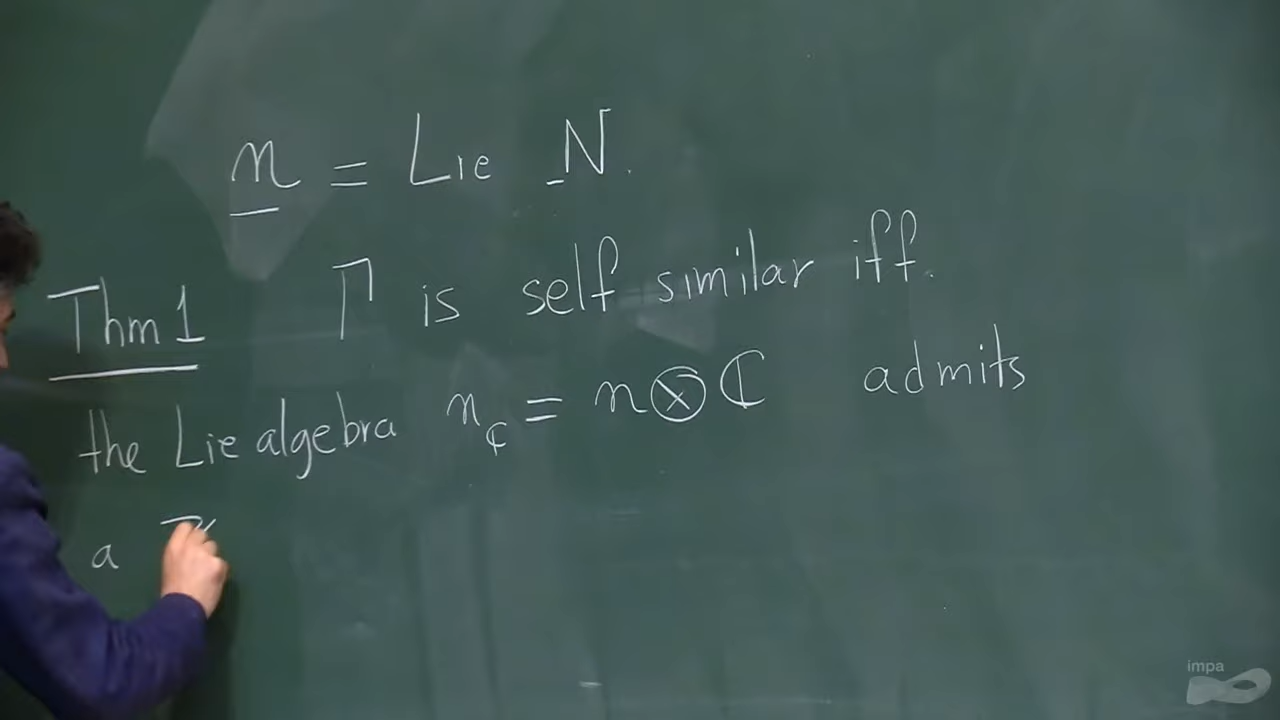 n = Lie N.
Thm 1 Γ is self similar iff.
the Lie algebra n_ℂ = n ⊗ ℂ admits
a
impa